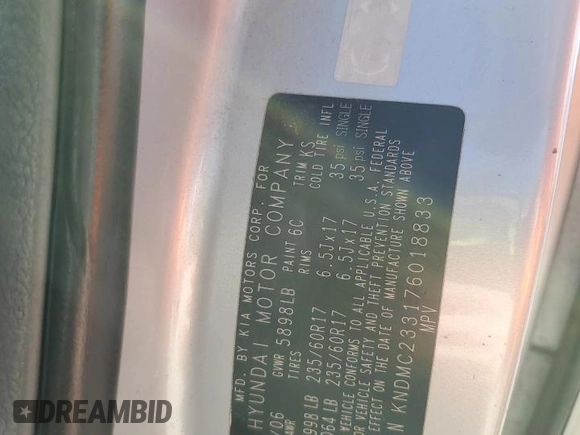 MFD. BY KIA MOTORS CORP. FOR
HYUNDAI MOTOR COMPANY
/06 GVWR 5898LB PAINT 6C TRIM KS
AWR TIRES RIMS COLD TIRE INFL
998 LB 235/60R17 6.5Jx17 35 psi SINGLE
064 LB 235/60R17 6.5Jx17 35 psi SINGLE
VEHICLE CONFORMS TO ALL APPLICABLE U.S.A. FEDERAL
VEHICLE SAFETY AND THEFT PREVENTION STANDARDS
EFFECT ON THE DATE OF MANUFACTURE SHOWN ABOVE
N KNDMC233176018833
MPV
DREAMBID